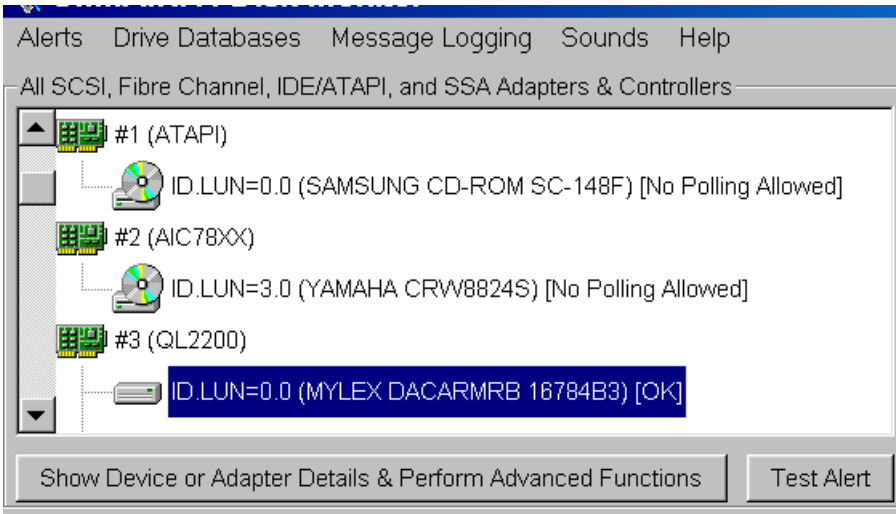 Alerts Drive Databases Message Logging Sounds Help
All SCSI, Fibre Channel, IDE/ATAPI, and SSA Adapters & Controllers
#1 (ATAPI)
ID.LUN=0.0 (SAMSUNG CD-ROM SC-148F) [No Polling Allowed]
#2 (AIC78XX)
ID.LUN=3.0 (YAMAHA CRW8824S) [No Polling Allowed]
#3 (QL2200)
ID.LUN=0.0 (MYLEX DACARMRB 16784B3) [OK]
Show Device or Adapter Details & Perform Advanced Functions Test Alert